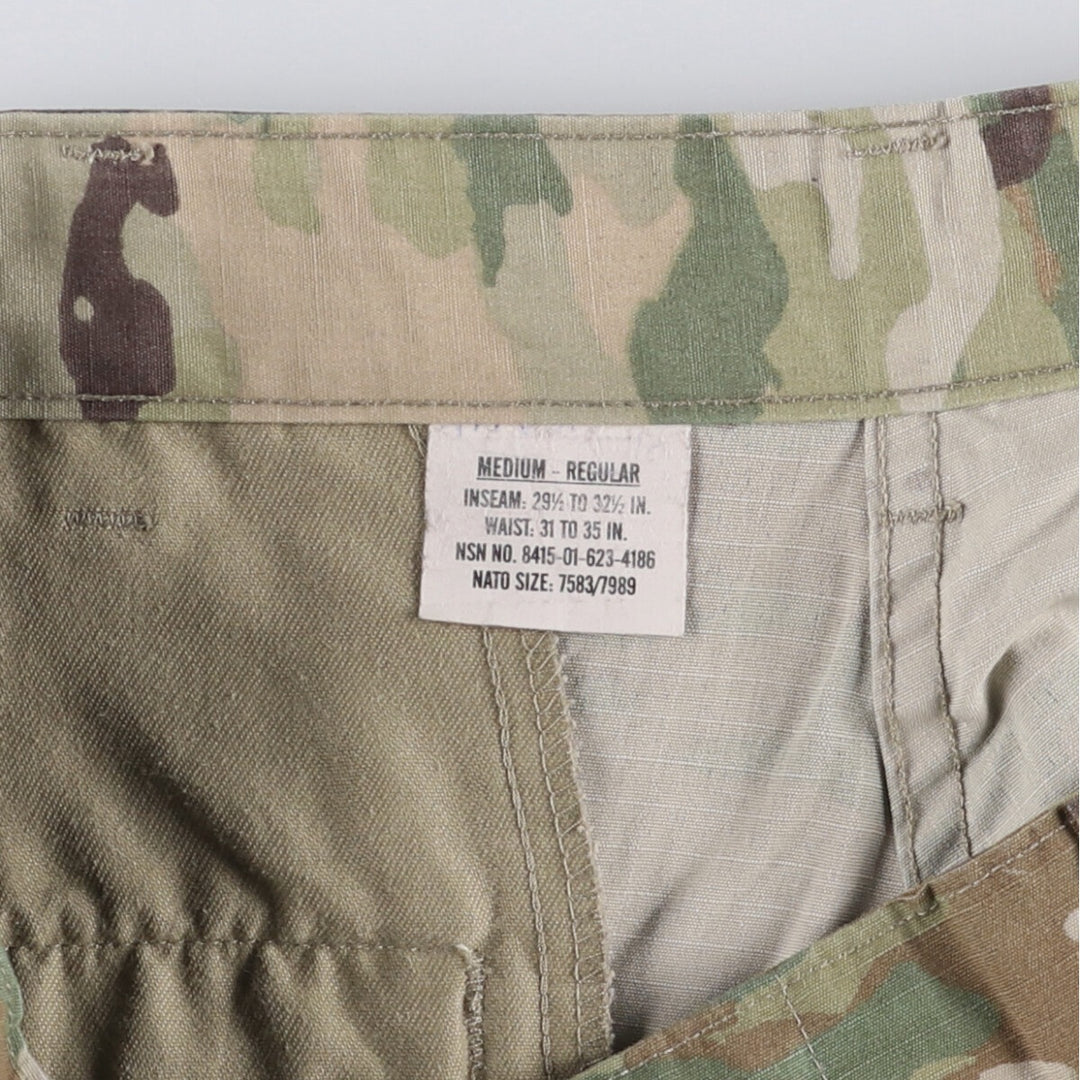 MEDIUM - REGULAR
INSEAM: 29½ TO 32½ IN.
WAIST: 31 TO 35 IN.
NSN NO. 8415-01-623-4186
NATO SIZE: 7583/7989